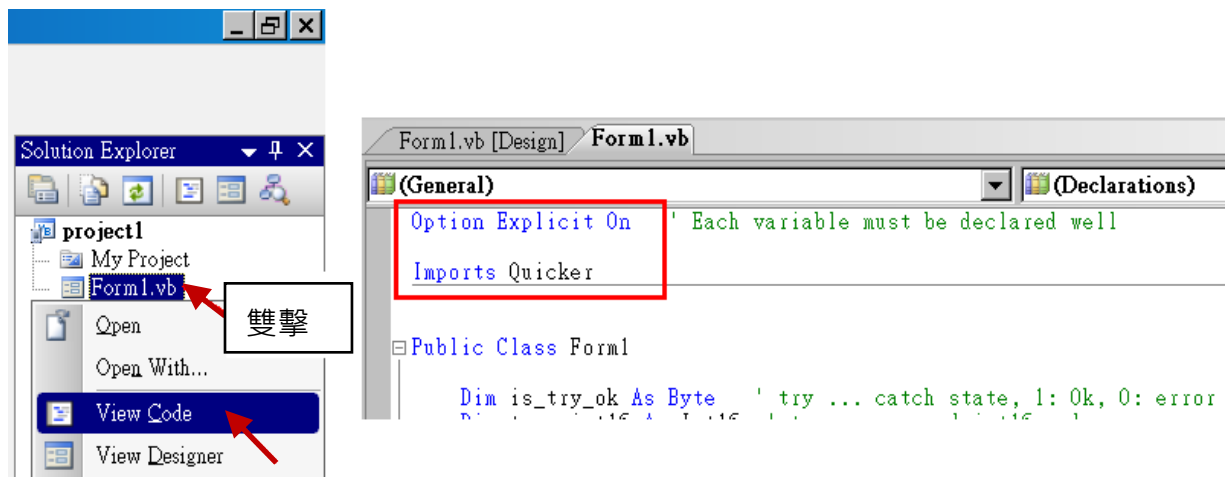 Solution Explorer
project1
My Project
Form1.vb
雙擊
Open
Open With...
View Code
View Designer
Form1.vb [Design]
Form1.vb
(General)
(Declarations)
Option Explicit On ' Each variable must be declared well
Imports Quicker
Public Class Form1
Dim is_try_ok As Byte ' try ... catch state, 1: Ok, 0: error